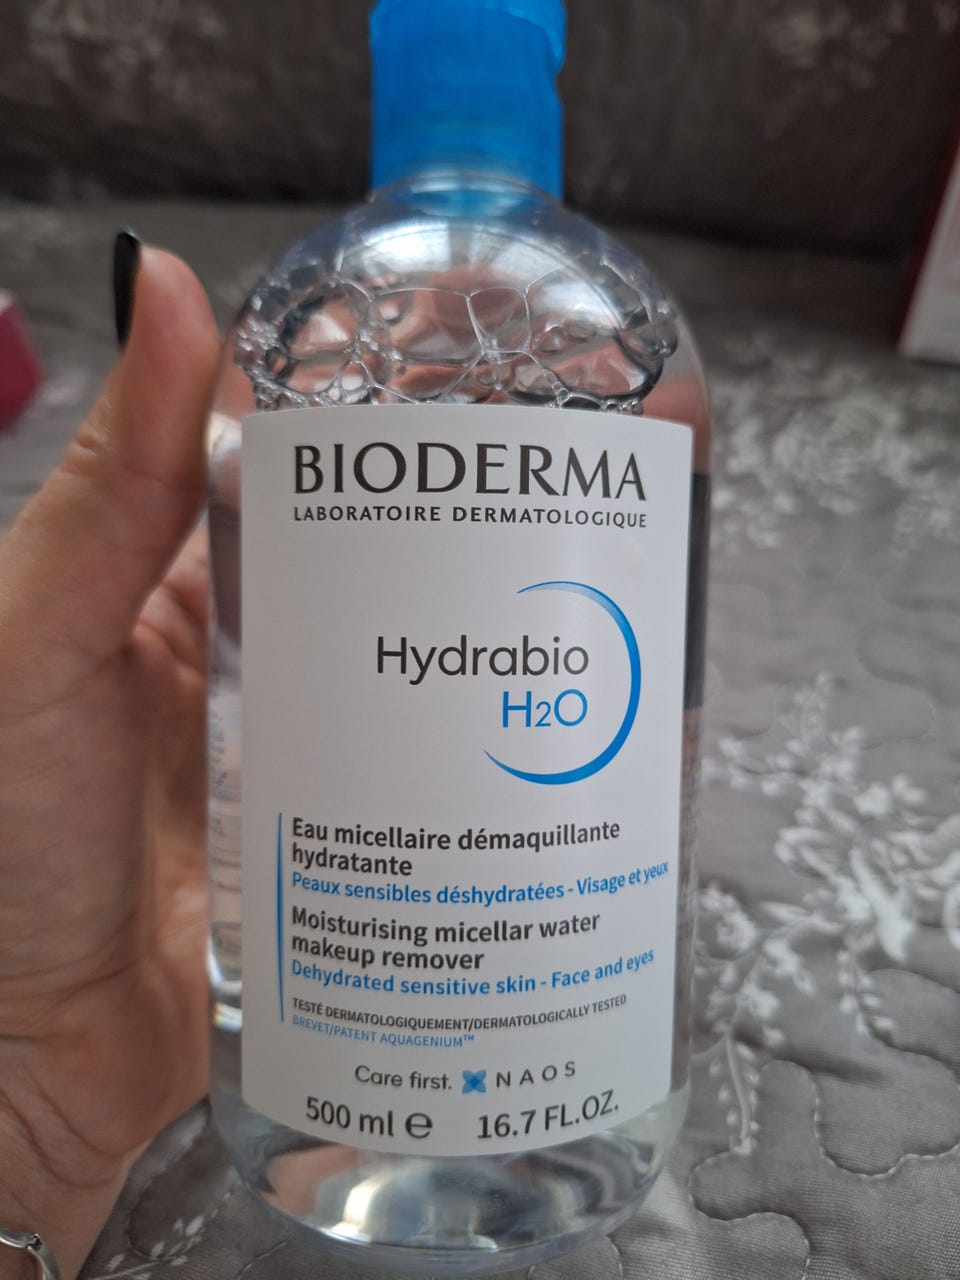 BIODERMA
LABORATOIRE DERMATOLOGIQUE
Hydrabio
H2O
Eau micellaire démaquillante
hydratante
Peaux sensibles déshydratées - Visage et yeux
Moisturising micellar water
makeup remover
Dehydrated sensitive skin - Face and eyes
TESTÉ DERMATOLOGIQUEMENT/DERMATOLOGICALLY TESTED
BREVET/PATENT AQUAGENIUM™
Care first. NAOS
500 ml ℮ 16.7 FL.OZ.